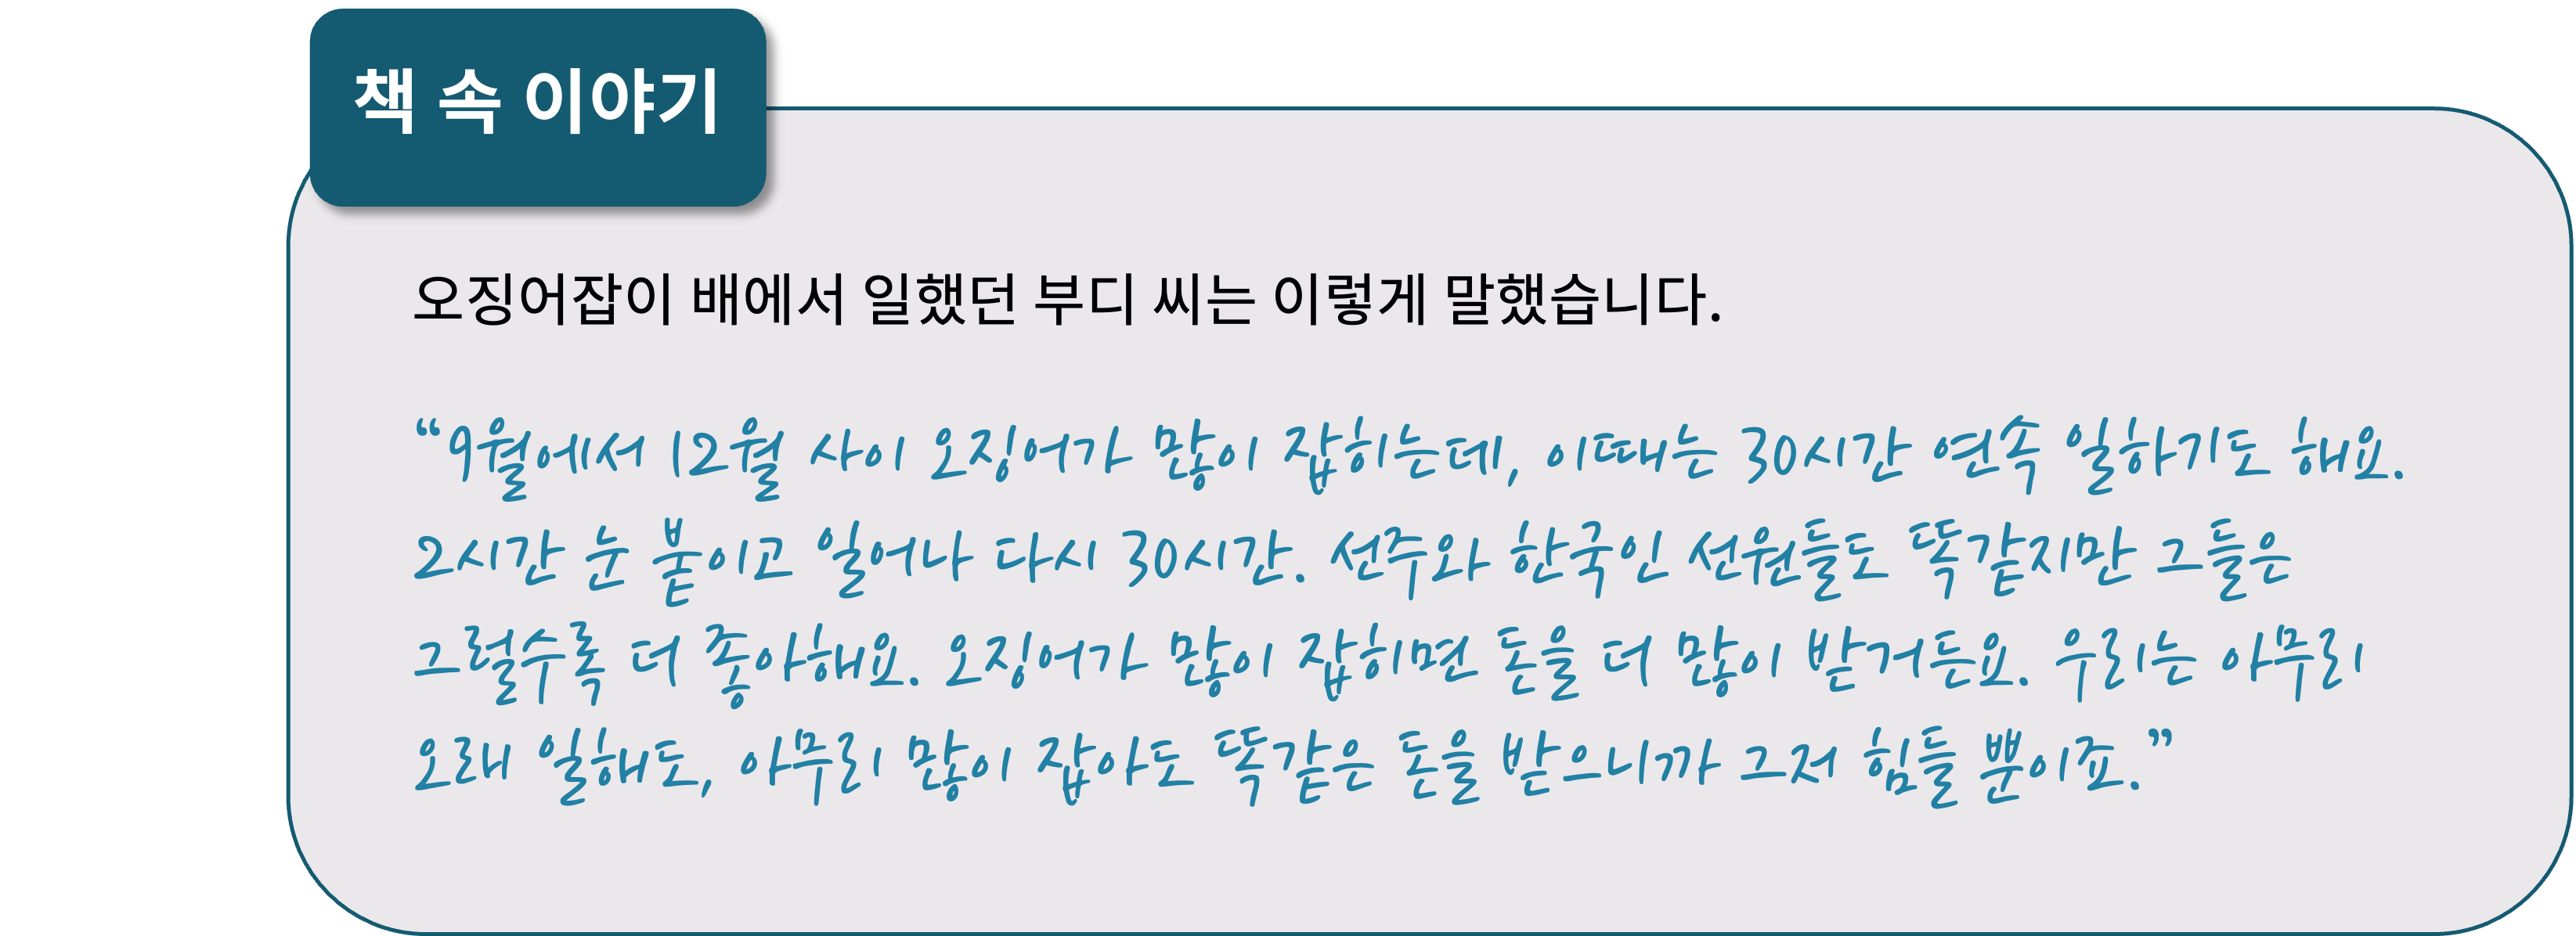 책 속 이야기
오징어잡이 배에서 일했던 부디 씨는 이렇게 말했습니다.
“9월에서 12월 사이 오징어가 많이 잡히는데, 이때는 30시간 연속 일하기도 해요.
2시간 눈 붙이고 일어나 다시 30시간. 선주와 한국인 선원들도 똑같지만 그들은
그럴수록 더 좋아해요. 오징어가 많이 잡히면 돈을 더 많이 받거든요. 우리는 아무리
오래 일해도, 아무리 많이 잡아도 똑같은 돈을 받으니까 그저 힘들 뿐이죠.”